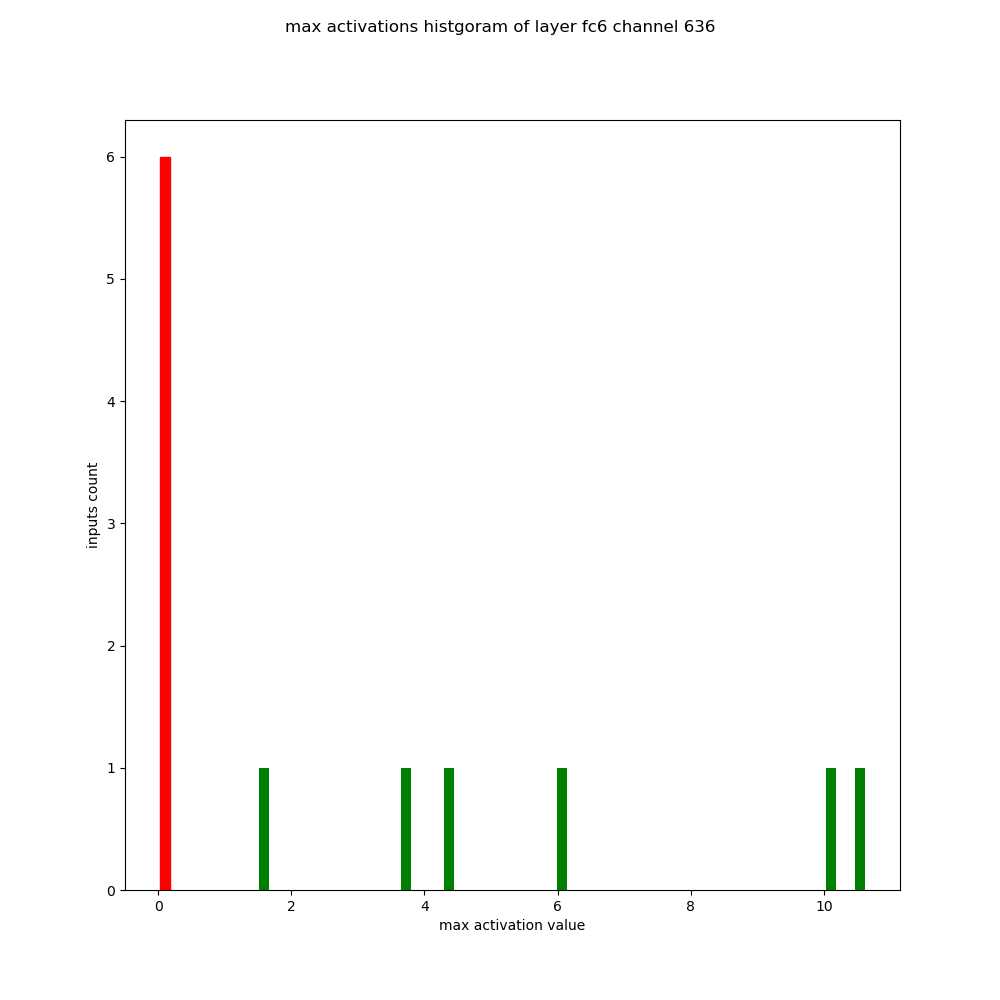 max activations histgoram of layer fc6 channel 636
6
5
4
3
2
1
0
inputs count
0 2 4 6 8 10
max activation value